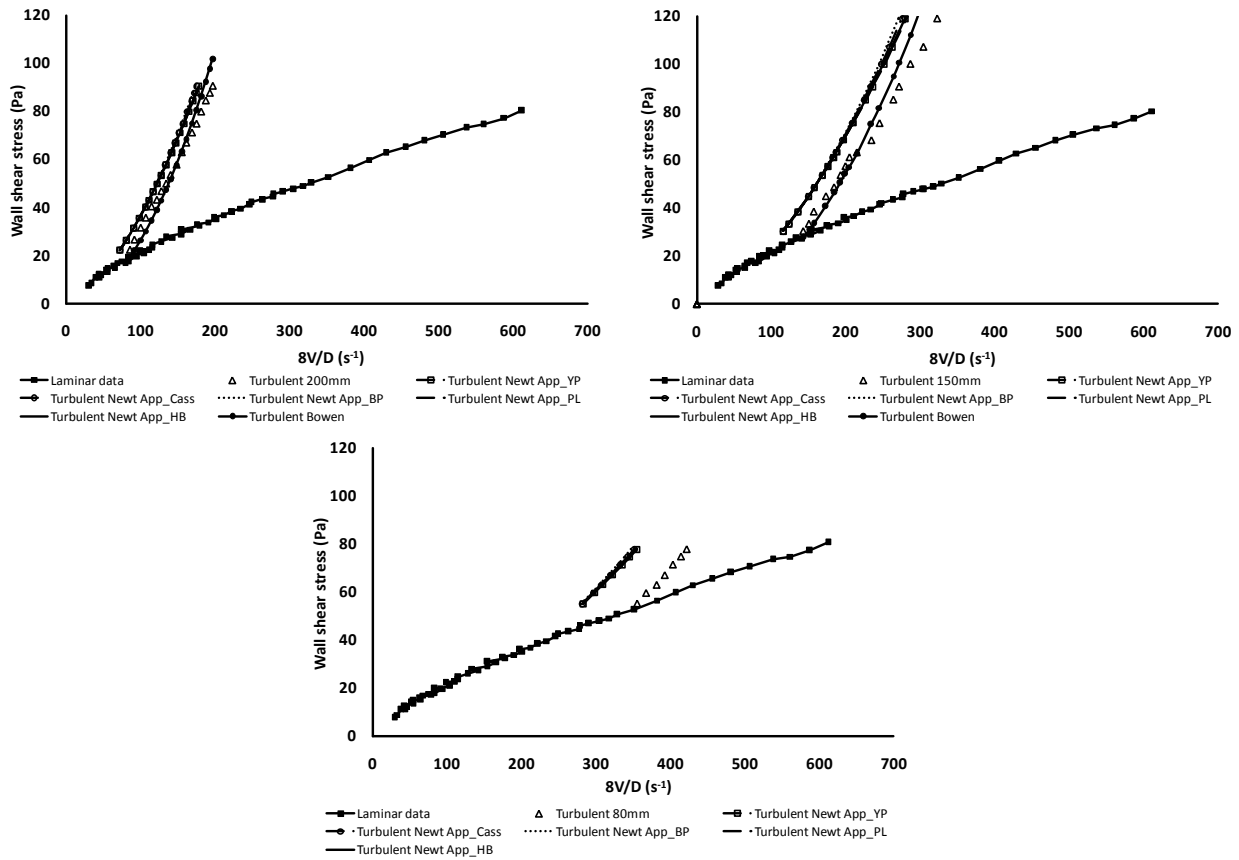 120
100
80
60
40
20
0
Wall shear stress (Pa)
0 100 200 300 400 500 600 700
8V/D (s⁻¹)
Laminar data Turbulent 200mm Turbulent Newt App_YP
Turbulent Newt App_Cass Turbulent Newt App_BP Turbulent Newt App_PL
Turbulent Newt App_HB Turbulent Bowen
120
100
80
60
40
20
0
Wall shear stress (Pa)
0 100 200 300 400 500 600 700
8V/D (s⁻¹)
Laminar data Turbulent 150mm Turbulent Newt App_YP
Turbulent Newt App_Cass Turbulent Newt App_BP Turbulent Newt App_PL
Turbulent Newt App_HB Turbulent Bowen
120
100
80
60
40
20
0
Wall shear stress (Pa)
0 100 200 300 400 500 600 700
8V/D (s⁻¹)
Laminar data Turbulent 80mm Turbulent Newt App_YP
Turbulent Newt App_Cass Turbulent Newt App_BP Turbulent Newt App_PL
Turbulent Newt App_HB